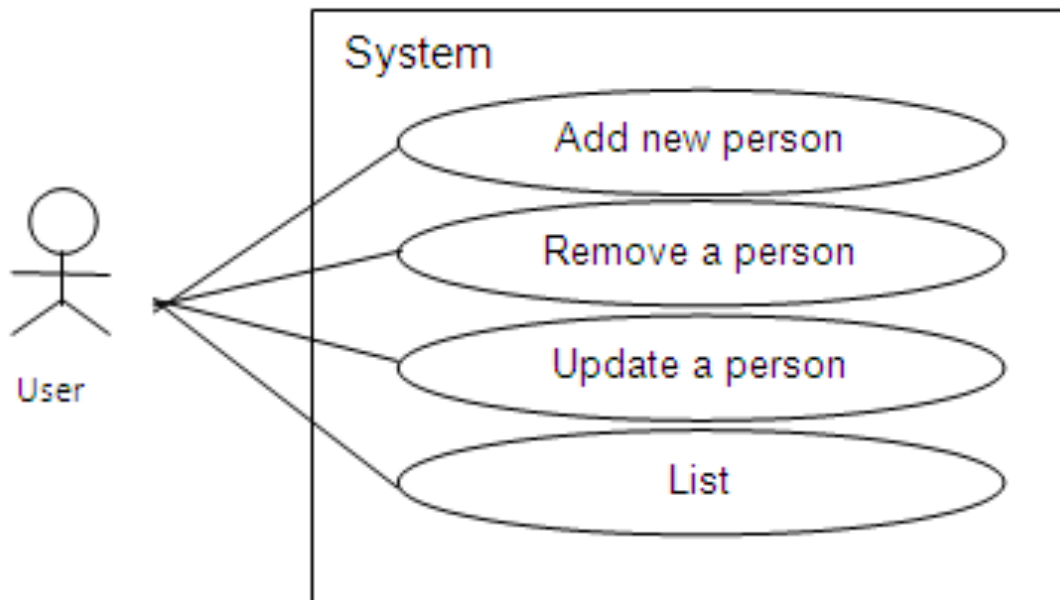 System
Add new person
Remove a person
Update a person
User
List